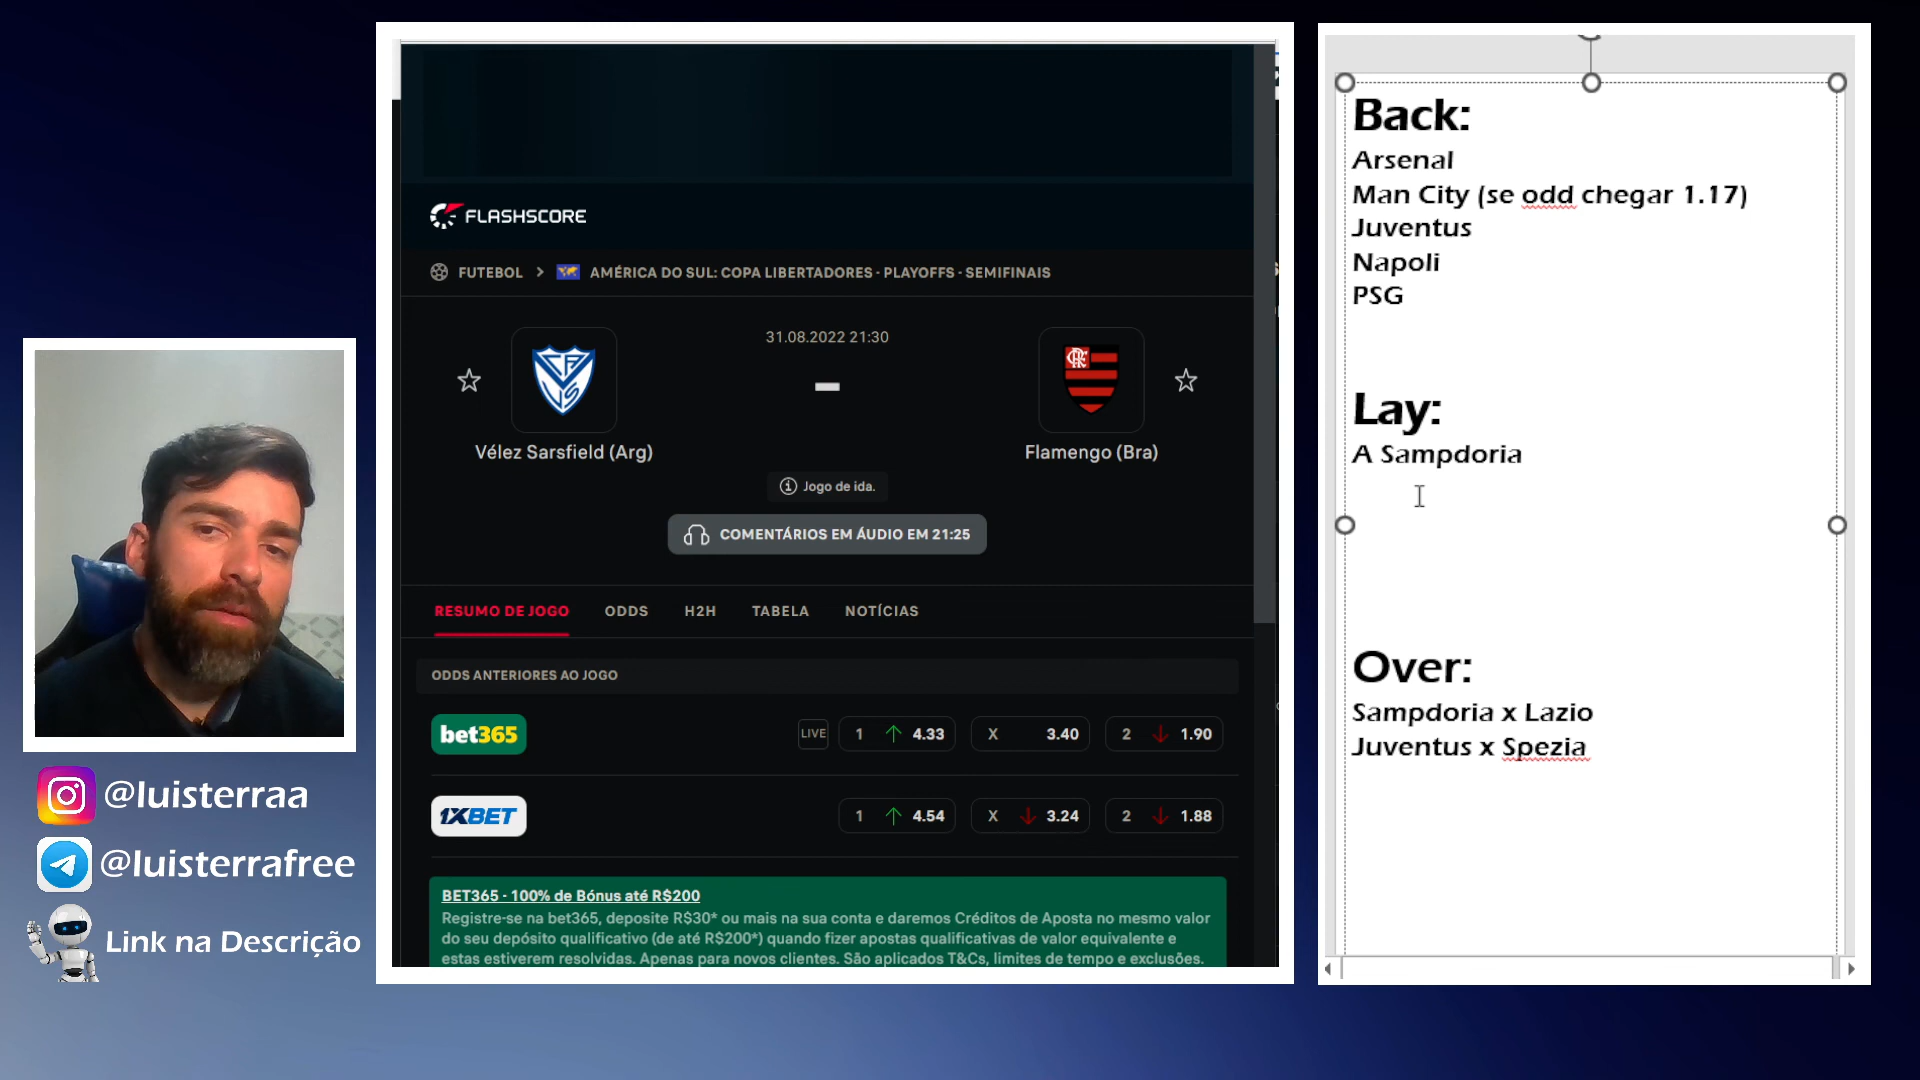 @luisterraa
@luisterrafree
Link na Descrição
FLASHSCORE
FUTEBOL > AMÉRICA DO SUL: COPA LIBERTADORES - PLAYOFFS - SEMIFINAIS
31.08.2022 21:30
Vélez Sarsfield (Arg)
Flamengo (Bra)
Jogo de ida.
COMENTÁRIOS EM ÁUDIO EM 21:25
RESUMO DE JOGO ODDS H2H TABELA NOTÍCIAS
ODDS ANTERIORES AO JOGO
bet365 LIVE 1 4.33 X 3.40 2 1.90
1XBET 1 4.54 X 3.24 2 1.88
BET365 - 100% de Bónus até R$200
Registre-se na bet365, deposite R$30* ou mais na sua conta e daremos Créditos de Aposta no mesmo valor
do seu depósito qualificativo (de até R$200*) quando fizer apostas qualificativas de valor equivalente e
estas estiverem resolvidas. Apenas para novos clientes. São aplicados T&Cs, limites de tempo e exclusões.
Back:
Arsenal
Man City (se odd chegar 1.17)
Juventus
Napoli
PSG
Lay:
A Sampdoria
Over:
Sampdoria x Lazio
Juventus x Spezia